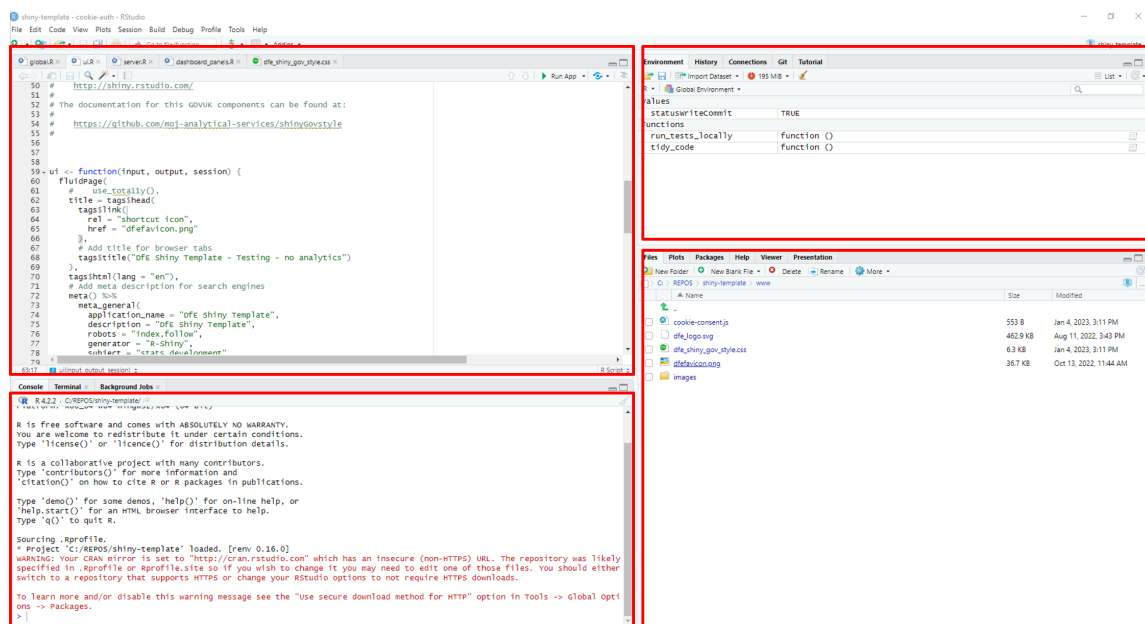 shiny-template - cookie-auth - RStudio
File Edit Code View Plots Session Build Debug Profile Tools Help
Go to file/function Addins
shiny-template
global.R ui.R server.R dashboard_panels.R dfe_shiny_gov_style.css
Run App
50 # http://shiny.rstudio.com/
51 #
52 # The documentation for this GOVUK components can be found at:
53 #
54 # https://github.com/moj-analytical-services/shinyGovstyle
55 #
56
57
58
59 ui <- function(input, output, session) {
60 fluidPage(
61 # use_tota11y(),
62 title = tags$head(
63 tags$link(
64 rel = "shortcut icon",
65 href = "dfefavicon.png"
66 ),
67 # Add title for browser tabs
68 tags$title("DfE Shiny Template - Testing - no analytics")
69 ),
70 tags$html(lang = "en"),
71 # Add meta description for search engines
72 meta() %>%
73 meta_general(
74 application_name = "DfE Shiny Template",
75 description = "DfE Shiny Template",
76 robots = "index,follow",
77 generator = "R-Shiny",
78 subject = "stats development"
79
63:17 ui(input, output, session) R Script
Console Terminal Background Jobs
R 4.2.2 · C:/REPOS/shiny-template/
Platform: x86_64-w64-mingw32/x64 (64-bit)
R is free software and comes with ABSOLUTELY NO WARRANTY.
You are welcome to redistribute it under certain conditions.
Type 'license()' or 'licence()' for distribution details.
R is a collaborative project with many contributors.
Type 'contributors()' for more information and
'citation()' on how to cite R or R packages in publications.
Type 'demo()' for some demos, 'help()' for on-line help, or
'help.start()' for an HTML browser interface to help.
Type 'q()' to quit R.
Sourcing .Rprofile.
* Project 'C:/REPOS/shiny-template' loaded. [renv 0.16.0]
WARNING: Your CRAN mirror is set to "http://cran.rstudio.com" which has an insecure (non-HTTPS) URL. The repository was likely
specified in .Rprofile or Rprofile.site so if you wish to change it you may need to edit one of those files. You should either
switch to a repository that supports HTTPS or change your RStudio options to not require HTTPS downloads.
To learn more and/or disable this warning message see the "Use secure download method for HTTP" option in Tools -> Global Opti
ons -> Packages.
>
Environment History Connections Git Tutorial
Import Dataset 195 MiB List
R Global Environment
Values
statusWriteCommit TRUE
Functions
run_tests_locally function ()
tidy_code function ()
Files Plots Packages Help Viewer Presentation
New Folder New Blank File Delete Rename More
C: > REPOS > shiny-template > www
Name Size Modified
..
cookie-consent.js 553 B Jan 4, 2023, 3:11 PM
dfe_logo.svg 462.9 KB Aug 11, 2022, 3:43 PM
dfe_shiny_gov_style.css 6.3 KB Jan 4, 2023, 3:11 PM
dfefavicon.png 36.7 KB Oct 13, 2022, 11:44 AM
images